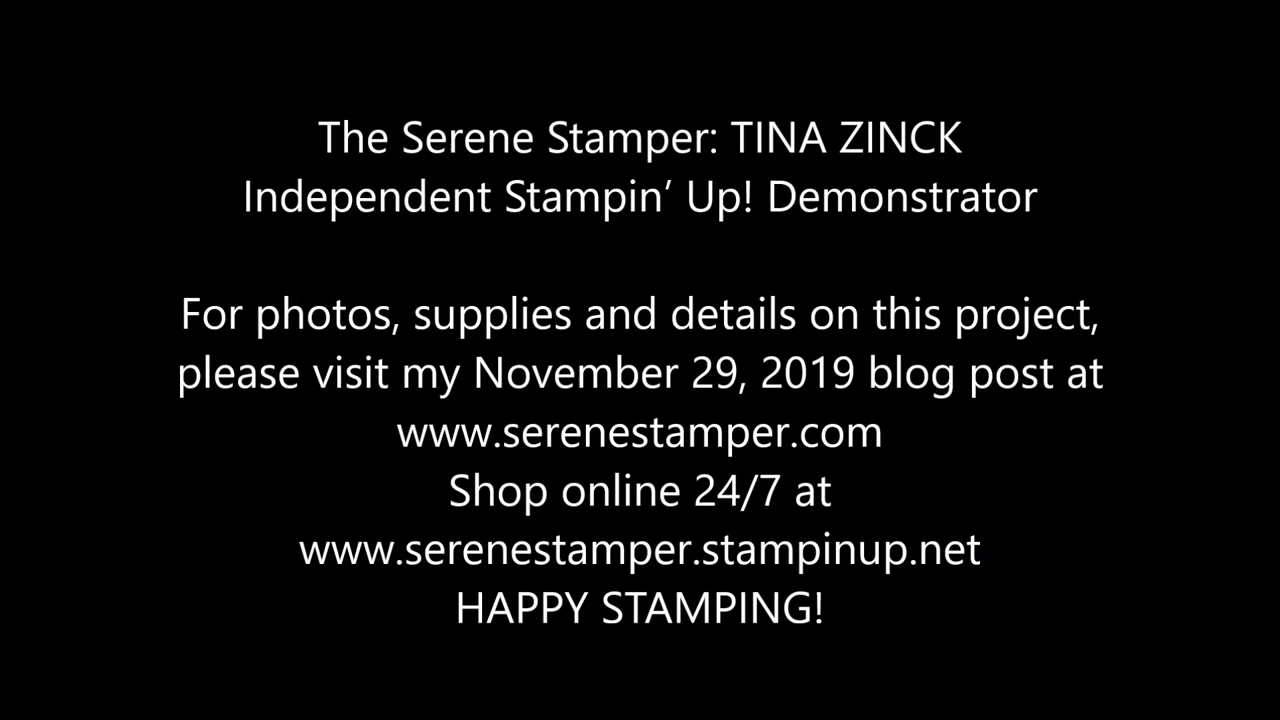 The Serene Stamper: TINA ZINCK
Independent Stampin’ Up! Demonstrator
For photos, supplies and details on this project,
please visit my November 29, 2019 blog post at
www.serenestamper.com
Shop online 24/7 at
www.serenestamper.stampinup.net
HAPPY STAMPING!